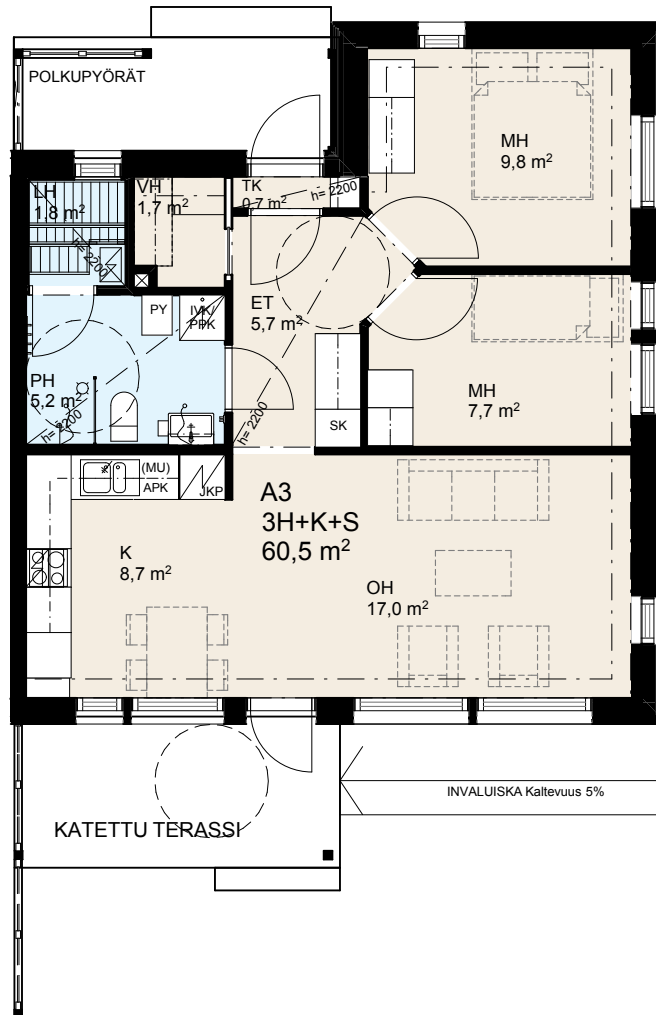 POLKUPYÖRÄT
MH
9,8 m²
LH
1,8 m²
VH
1,7 m²
TK
0,7 m²
h= 2200
h= 2200
ET
5,7 m²
PY
IVK/
PPK
PH
5,2 m²
h= 2200
h= 2200
SK
MH
7,7 m²
(MU)
APK
JKP
A3
3H+K+S
60,5 m²
K
8,7 m²
OH
17,0 m²
INVALUISKA Kaltevuus 5%
KATETTU TERASSI